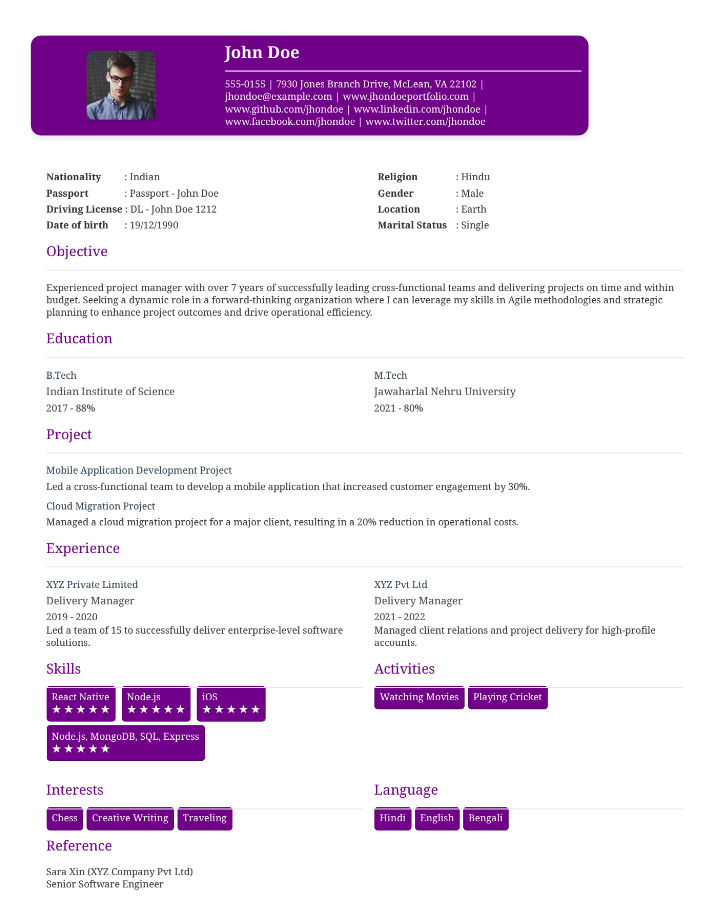 John Doe
555-0155 | 7930 Jones Branch Drive, McLean, VA 22102 |
jhondoe@example.com | www.jhondoeportfolio.com |
www.github.com/jhondoe | www.linkedin.com/jhondoe |
www.facebook.com/jhondoe | www.twitter.com/jhondoe
Nationality : Indian
Passport : Passport - John Doe
Driving License : DL - John Doe 1212
Date of birth : 19/12/1990
Religion : Hindu
Gender : Male
Location : Earth
Marital Status : Single
Objective
Experienced project manager with over 7 years of successfully leading cross-functional teams and delivering projects on time and within
budget. Seeking a dynamic role in a forward-thinking organization where I can leverage my skills in Agile methodologies and strategic
planning to enhance project outcomes and drive operational efficiency.
Education
B.Tech
Indian Institute of Science
2017 - 88%
M.Tech
Jawaharlal Nehru University
2021 - 80%
Project
Mobile Application Development Project
Led a cross-functional team to develop a mobile application that increased customer engagement by 30%.
Cloud Migration Project
Managed a cloud migration project for a major client, resulting in a 20% reduction in operational costs.
Experience
XYZ Private Limited
Delivery Manager
2019 - 2020
Led a team of 15 to successfully deliver enterprise-level software
solutions.
XYZ Pvt Ltd
Delivery Manager
2021 - 2022
Managed client relations and project delivery for high-profile
accounts.
Skills
React Native
★ ★ ★ ★ ★
Node.js
★ ★ ★ ★ ★
iOS
★ ★ ★ ★ ★
Node.js, MongoDB, SQL, Express
★ ★ ★ ★ ★
Activities
Watching Movies
Playing Cricket
Interests
Chess
Creative Writing
Traveling
Language
Hindi
English
Bengali
Reference
Sara Xin (XYZ Company Pvt Ltd)
Senior Software Engineer